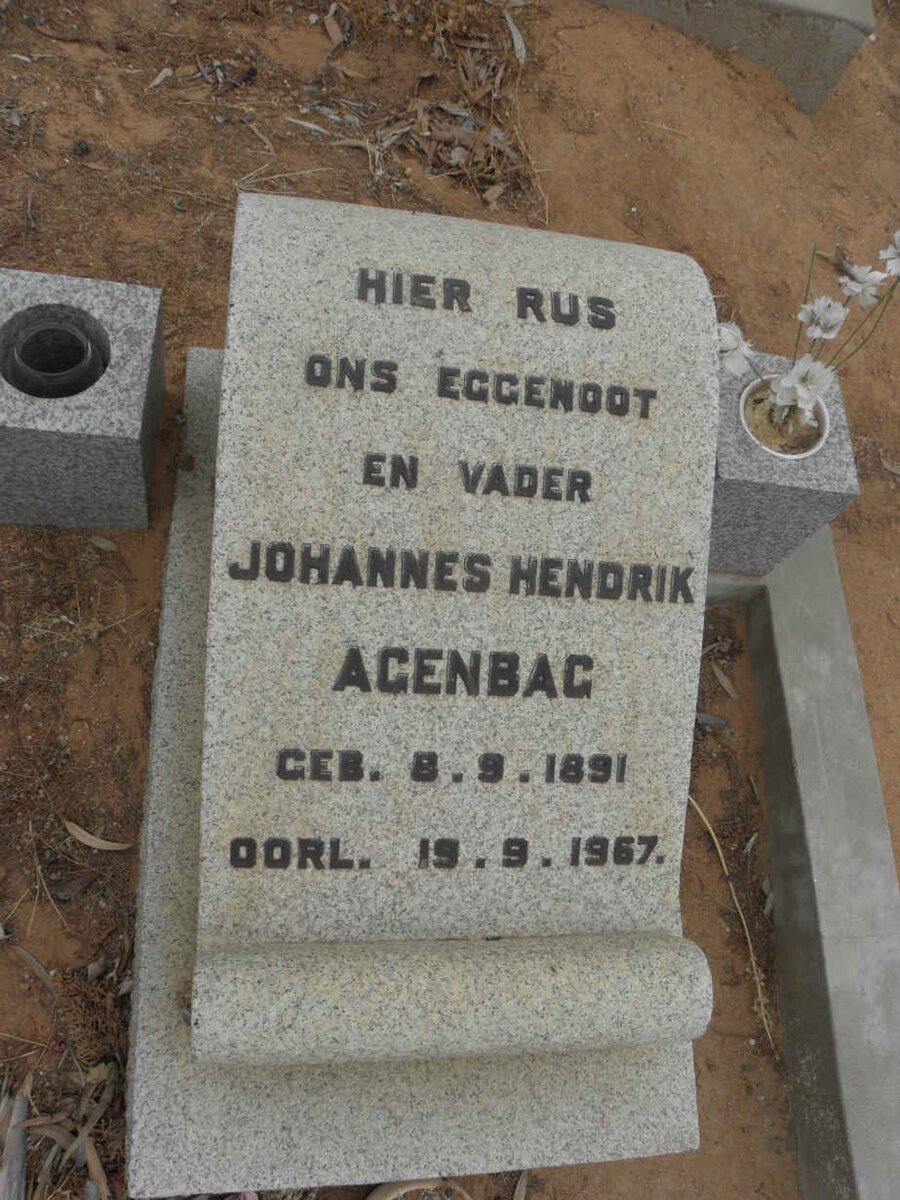 HIER RUS
ONS EGGENOOT
EN VADER
JOHANNES HENDRIK
AGENBAG
GEB. 8.9.1891
OORL. 19.9.1967.